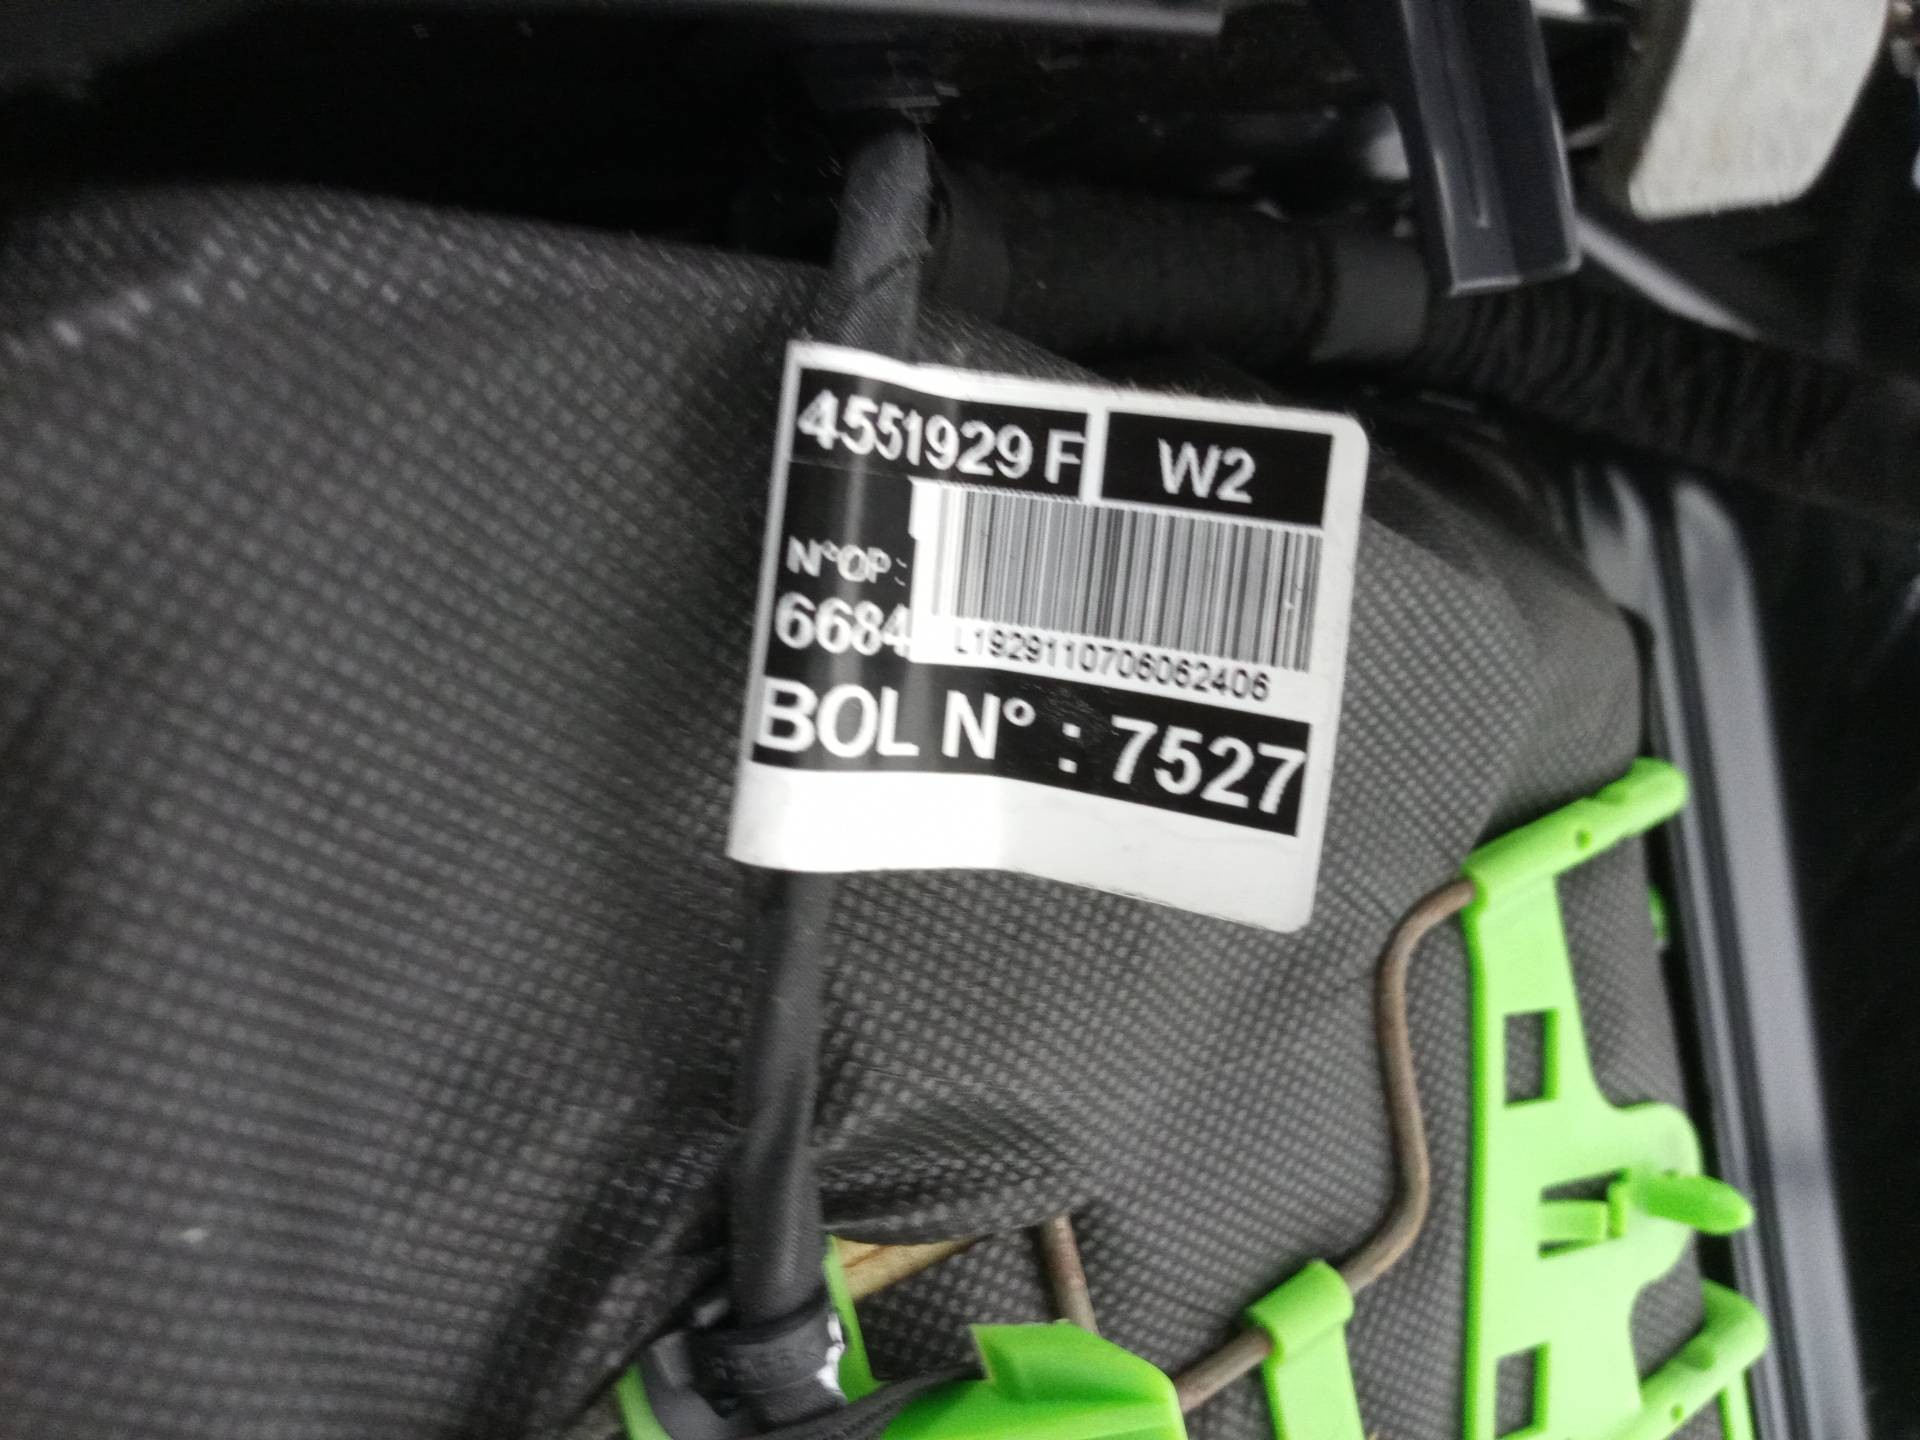 4551929 F W2
N°OP:
6684
L1929110706062406
BOL N° : 7527